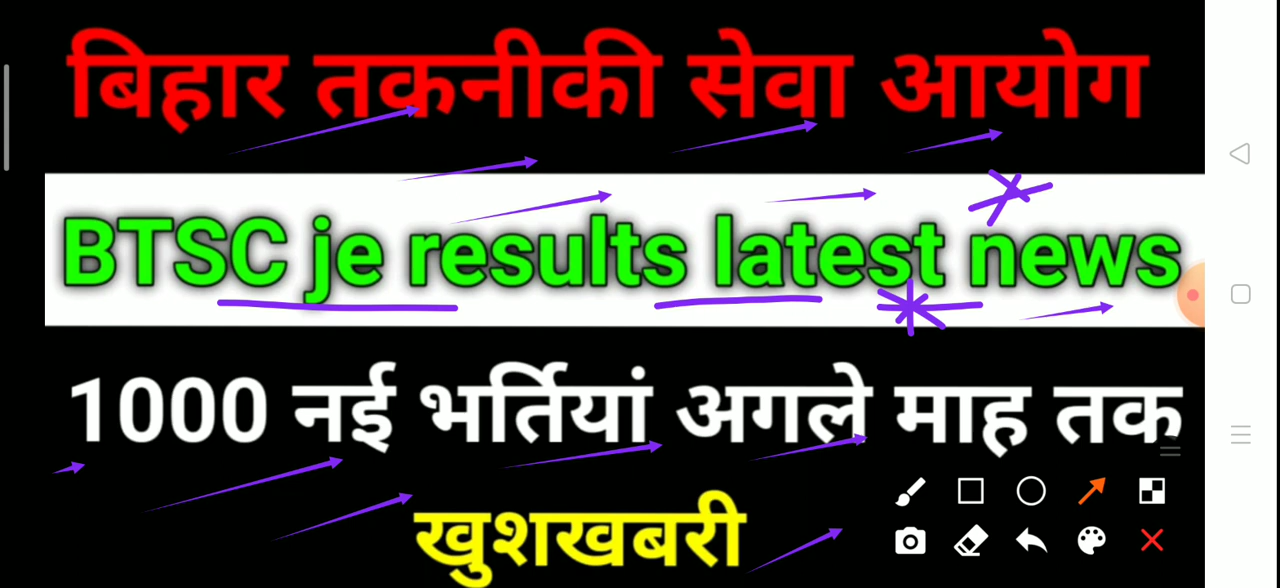 बिहार तकनीकी सेवा आयोग
BTSC je results latest news
1000 नई भर्तियां अगले माह तक
खुशखबरी